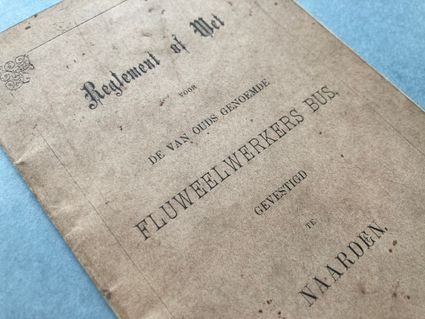 Reglement of Wet
VOOR
DE VAN OUDS GENOEMDE
FLUWEELWERKERS BUS,
GEVESTIGD
TE
NAARDEN.